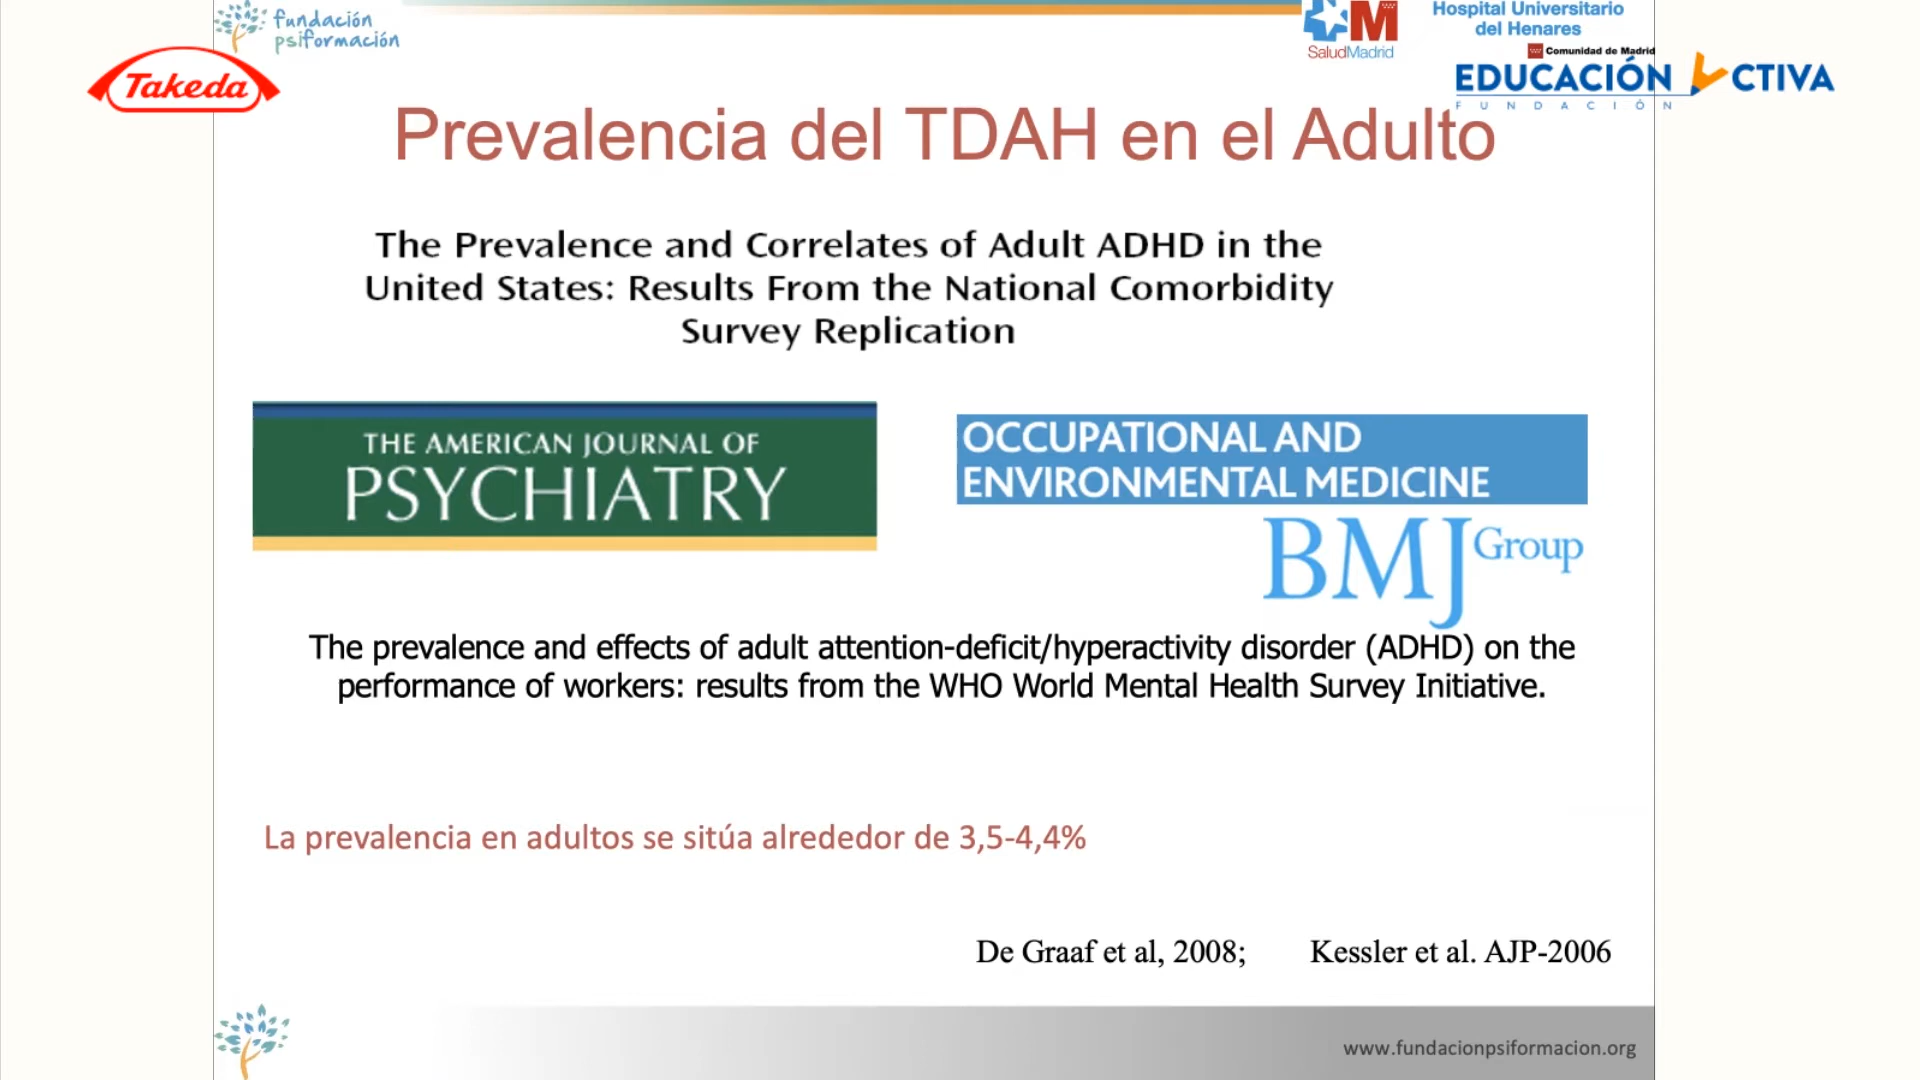 fundación
psiformación
Takeda
SaludMadrid
Hospital Universitario
del Henares
Comunidad de Madrid
EDUCACIÓN ACTIVA
FUNDACIÓN
Prevalencia del TDAH en el Adulto
The Prevalence and Correlates of Adult ADHD in the
United States: Results From the National Comorbidity
Survey Replication
THE AMERICAN JOURNAL OF
PSYCHIATRY
OCCUPATIONAL AND
ENVIRONMENTAL MEDICINE
BMJ Group
The prevalence and effects of adult attention-deficit/hyperactivity disorder (ADHD) on the
performance of workers: results from the WHO World Mental Health Survey Initiative.
La prevalencia en adultos se sitúa alrededor de 3,5-4,4%
De Graaf et al, 2008; Kessler et al. AJP-2006
www.fundacionpsiformacion.org